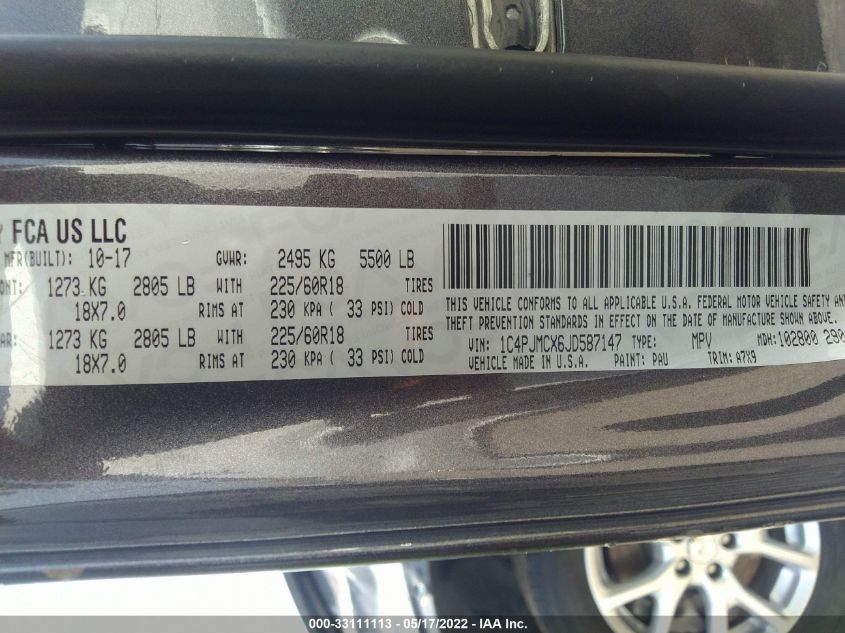 FCA US LLC
MFR(BUILT): 10-17 GVWR: 2495 KG 5500 LB
1273 KG 2805 LB WITH 225/60R18 TIRES
18X7.0 RIMS AT 230 KPA ( 33 PSI) COLD
1273 KG 2805 LB WITH 225/60R18 TIRES
18X7.0 RIMS AT 230 KPA ( 33 PSI) COLD
THIS VEHICLE CONFORMS TO ALL APPLICABLE U.S.A. FEDERAL MOTOR VEHICLE SAFETY AND
THEFT PREVENTION STANDARDS IN EFFECT ON THE DATE OF MANUFACTURE SHOWN ABOVE.
VIN: 1C4PJMCX6JD587147 TYPE: MPV MDH:102800 290
VEHICLE MADE IN U.S.A. PAINT: PAU TRIM: A7X9
000-33111113 - 05/17/2022 - © IAA, Inc.